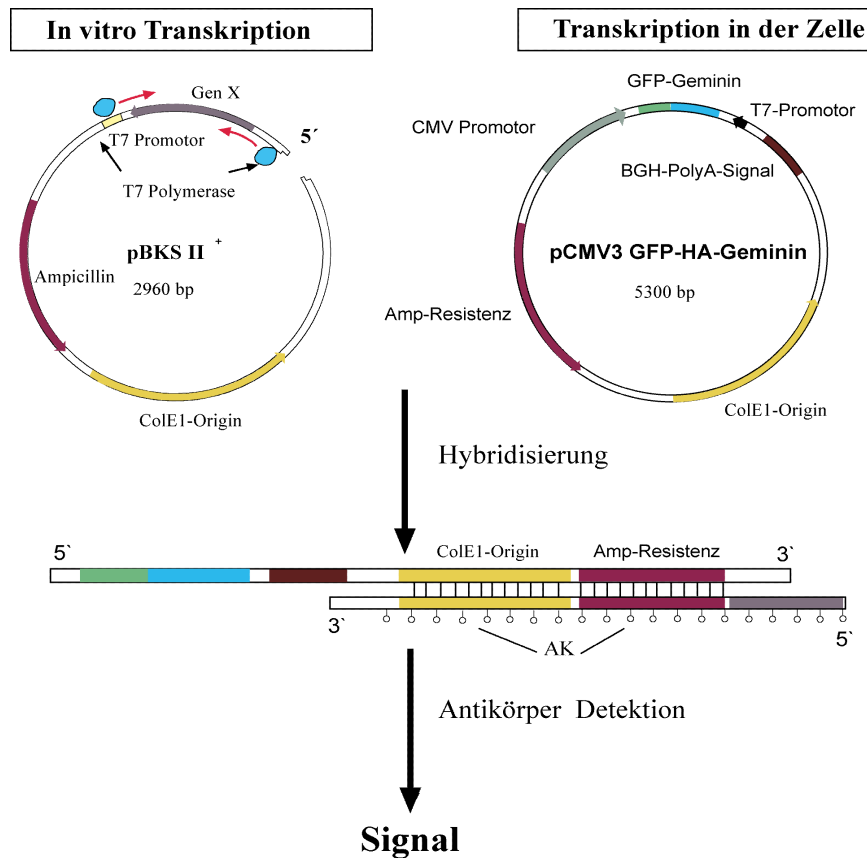 In vitro Transkription
Gen X
5´
T7 Promotor
T7 Polymerase
pBKS II +
Ampicillin
2960 bp
ColE1-Origin
Transkription in der Zelle
GFP-Geminin
T7-Promotor
CMV Promotor
BGH-PolyA-Signal
pCMV3 GFP-HA-Geminin
5300 bp
Amp-Resistenz
ColE1-Origin
Hybridisierung
5`
ColE1-Origin
Amp-Resistenz
3`
3`
5`
AK
Antikörper Detektion
Signal